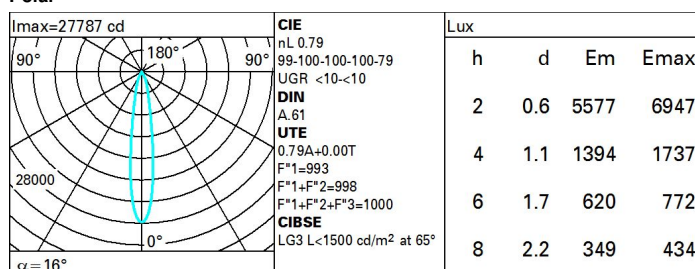 Imax=27787 cd
90° 180° 90°
28000
0°
α=16°
CIE
nL 0.79
99-100-100-100-79
UGR <10-<10
DIN
A.61
UTE
0.79A+0.00T
F"1=993
F"1+F"2=998
F"1+F"2+F"3=1000
CIBSE
LG3 L<1500 cd/m² at 65°
Lux
h d Em Emax
2 0.6 5577 6947
4 1.1 1394 1737
6 1.7 620 772
8 2.2 349 434